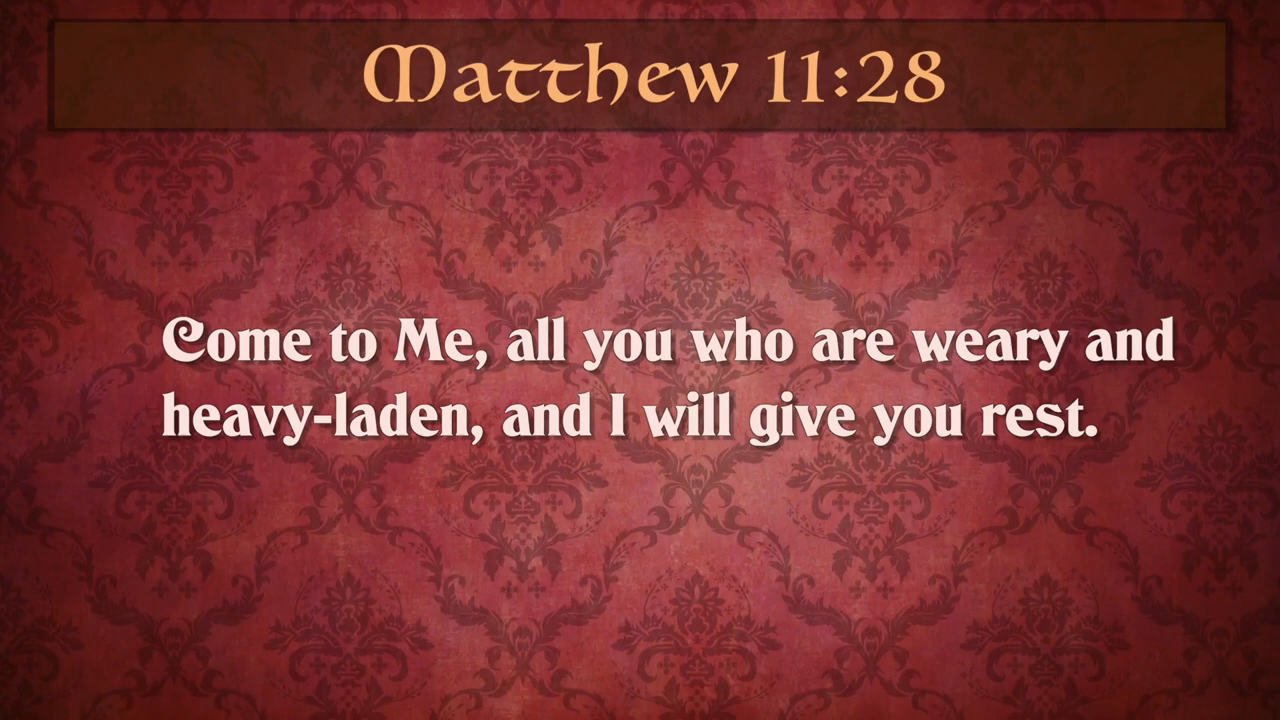 Matthew 11:28
Come to Me, all you who are weary and
heavy-laden, and I will give you rest.